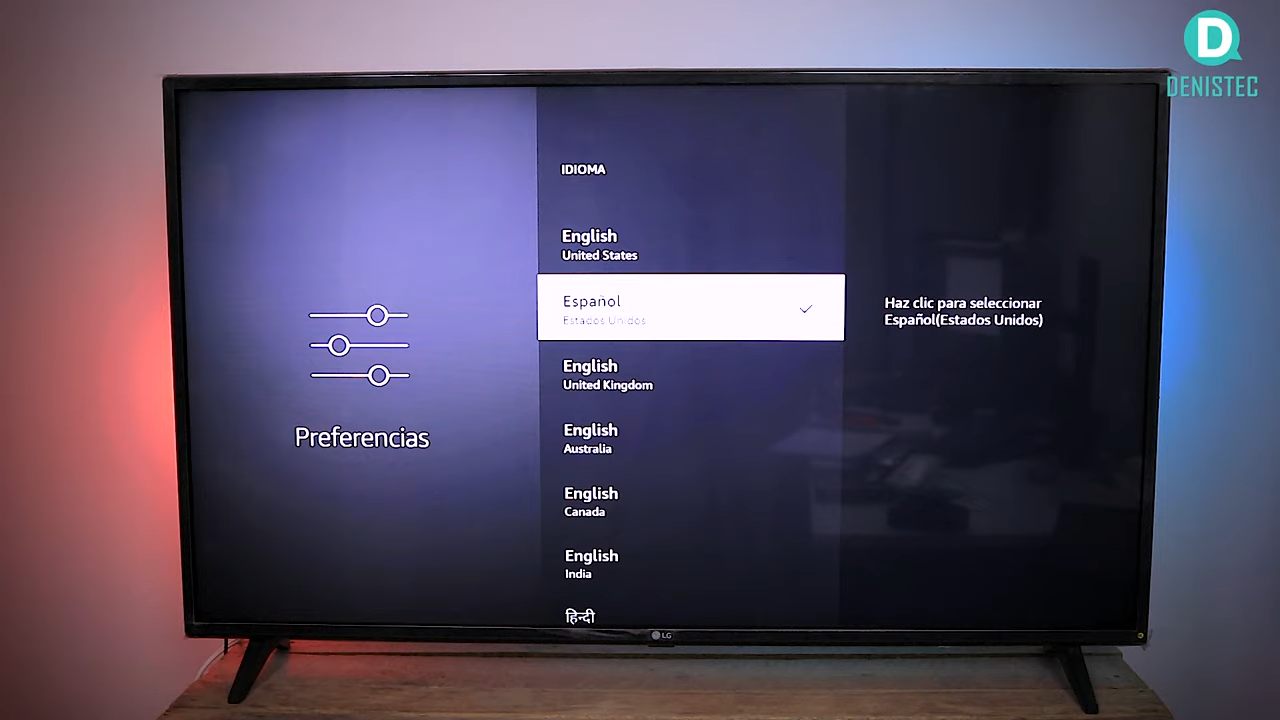 D
DENISTEC
IDIOMA
English
United States
Español
Estados Unidos
Haz clic para seleccionar
Español(Estados Unidos)
English
United Kingdom
English
Australia
Preferencias
English
Canada
English
India
हिन्दी
LG